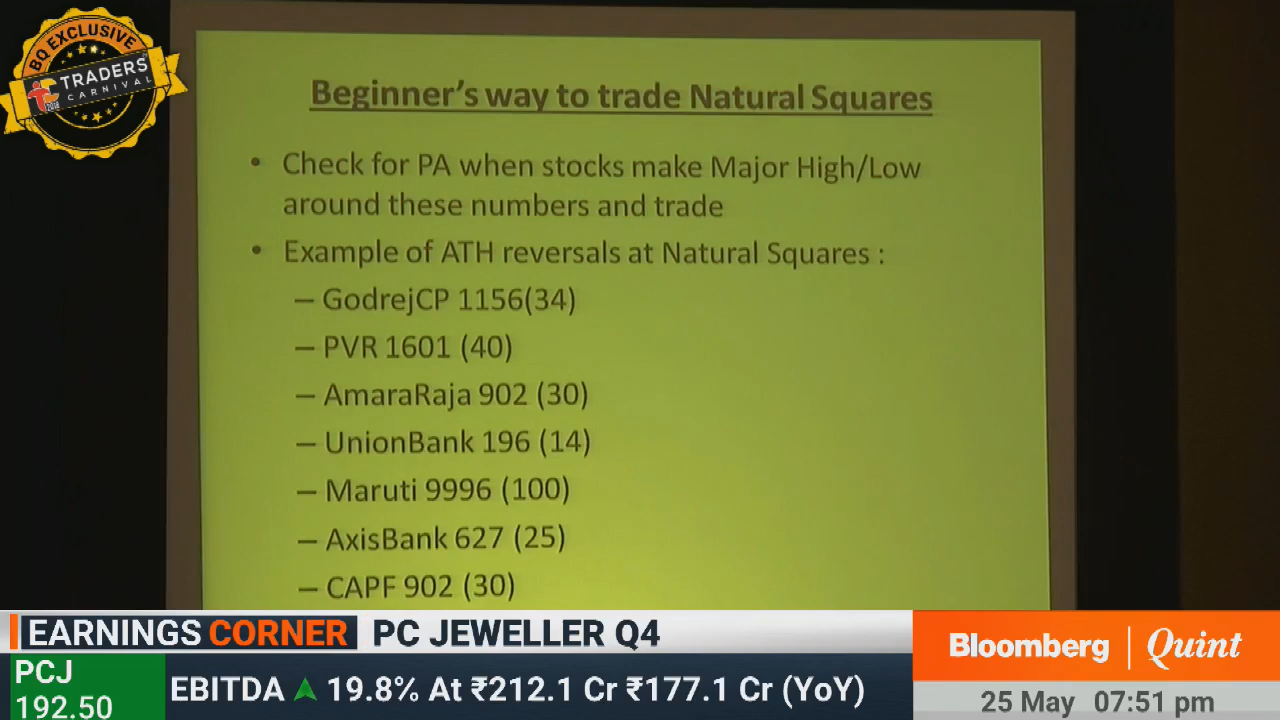 BQ EXCLUSIVE
TRADERS
CARNIVAL
2018
Beginner's way to trade Natural Squares
• Check for PA when stocks make Major High/Low
around these numbers and trade
• Example of ATH reversals at Natural Squares :
– GodrejCP 1156(34)
– PVR 1601 (40)
– AmaraRaja 902 (30)
– UnionBank 196 (14)
– Maruti 9996 (100)
– AxisBank 627 (25)
– CAPF 902 (30)
EARNINGS CORNER PC JEWELLER Q4
PCJ
192.50
EBITDA ▲ 19.8% At ₹212.1 Cr ₹177.1 Cr (YoY)
Bloomberg | Quint
25 May 07:51 pm